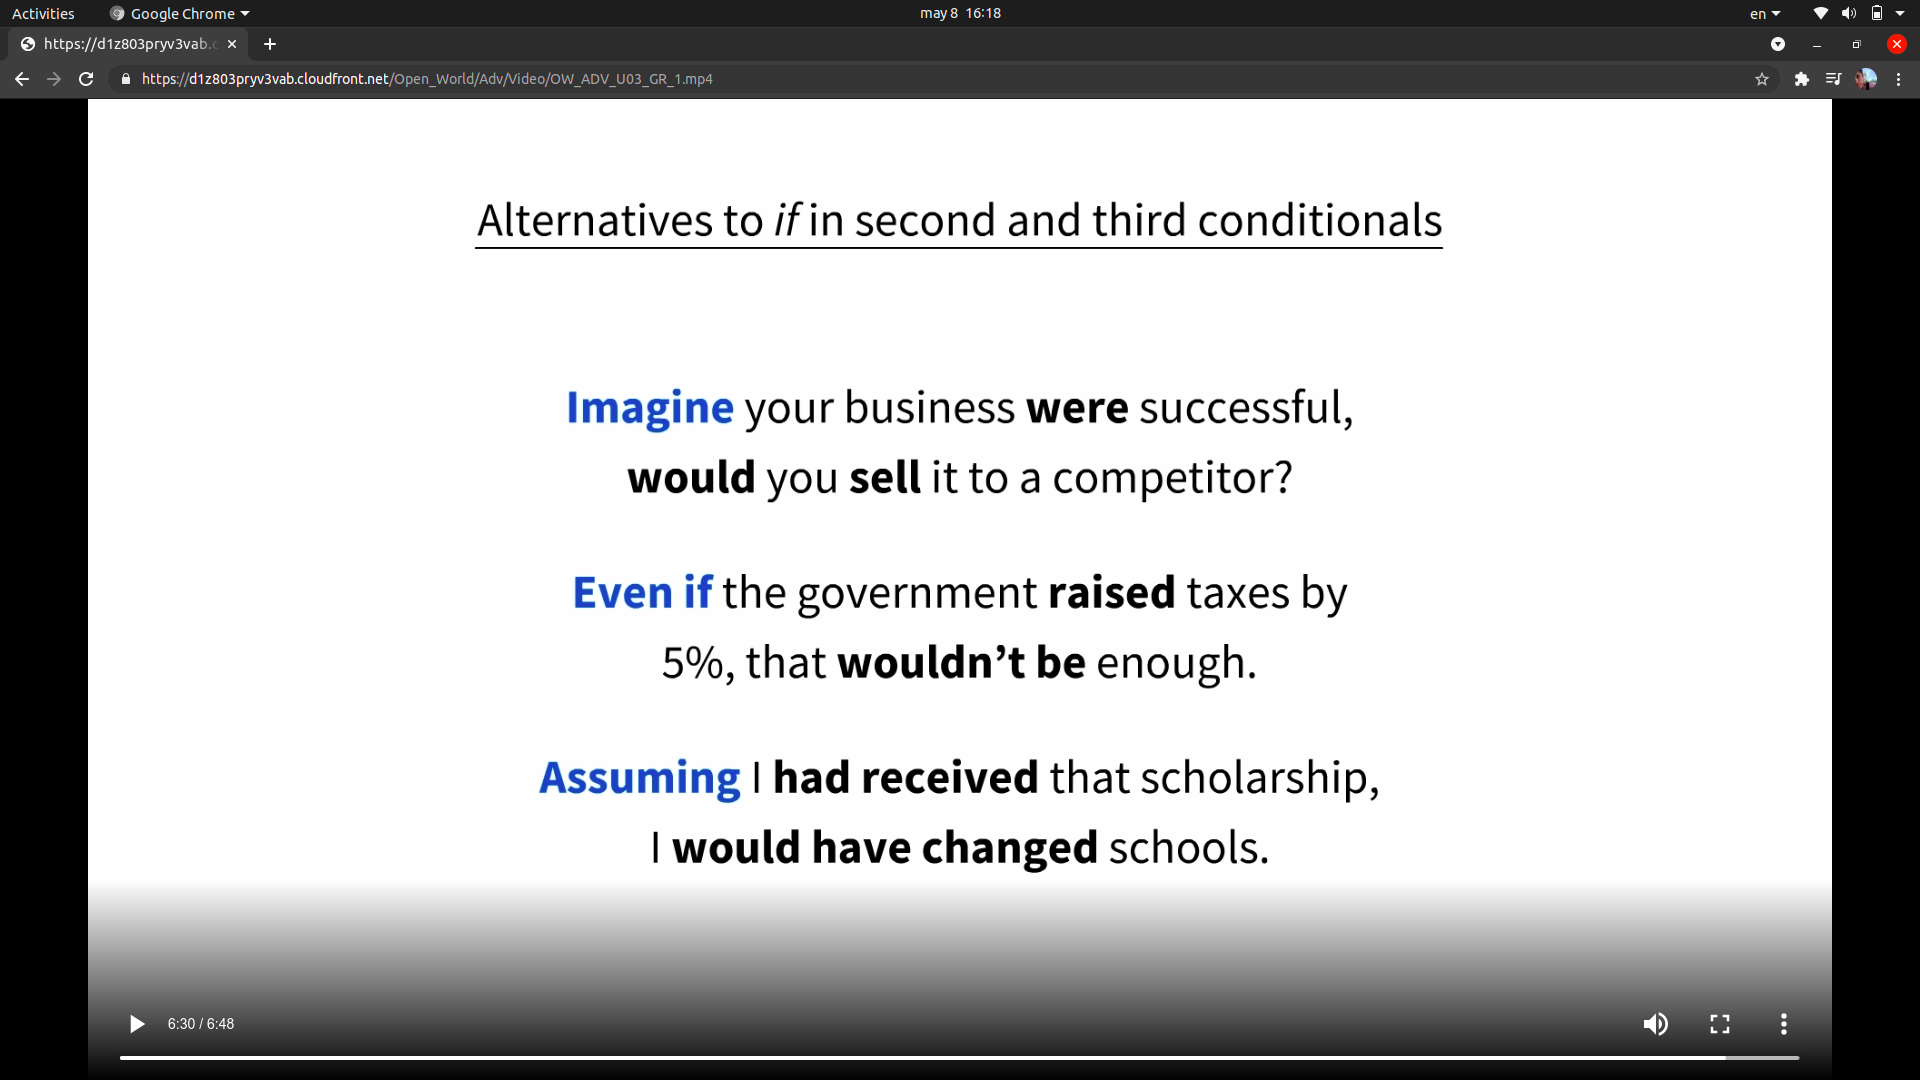 Activities
Google Chrome
may 8 16:18
en
https://d1z803pryv3vab.c
https://d1z803pryv3vab.cloudfront.net/Open_World/Adv/Video/OW_ADV_U03_GR_1.mp4
Alternatives to if in second and third conditionals
Imagine your business were successful,
would you sell it to a competitor?
Even if the government raised taxes by
5%, that wouldn’t be enough.
Assuming I had received that scholarship,
I would have changed schools.
6:30 / 6:48